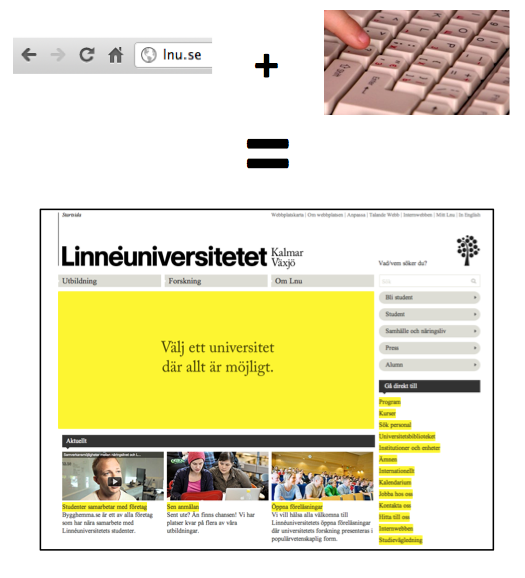 lnu.se
+
=
Startsida
Webbplatskarta | Om webbplatsen | Anpassa | Talande Webb | Internwebben | Mitt Lnu | In English
Linnéuniversitetet
Kalmar
Växjö
Vad/vem söker du?
Utbildning
Forskning
Om Lnu
Välj ett universitet
där allt är möjligt.
Bli student
Student
Samhälle och näringsliv
Press
Alumn
Gå direkt till
Program
Kurser
Sök personal
Universitetsbiblioteket
Institutioner och enheter
Ämnen
Internationellt
Kalendarium
Jobba hos oss
Kontakta oss
Hitta till oss
Internwebben
Studievägledning
Aktuellt
Studenter samarbetar med företag
Bygghemma.se är ett av alla företag
som har nära samarbete med
Linnéuniversitetets studenter.
Sen anmälan
Sent ute? Än finns chansen! Vi har
platser kvar på flera av våra
utbildningar.
Öppna föreläsningar
Vi vill hälsa alla välkomna till
Linnéuniversitetets öppna föreläsningar
där universitets forskning presenteras i
populärvetenskaplig form.